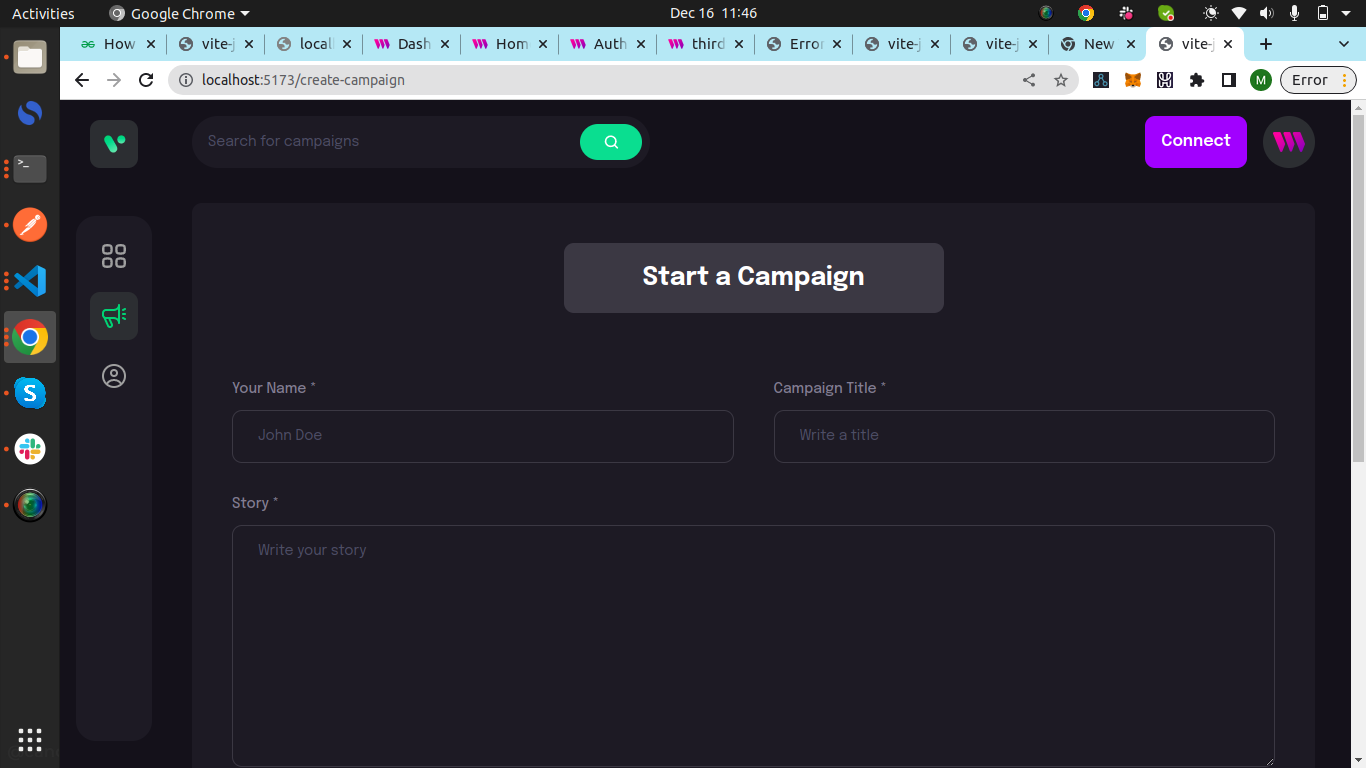 Activities Google Chrome Dec 16 11:46
How vite-j locall Dash Hom Auth third Error vite-j vite-j New vite-j
localhost:5173/create-campaign M Error
Search for campaigns Connect
Start a Campaign
Your Name * Campaign Title *
John Doe Write a title
Story *
Write your story